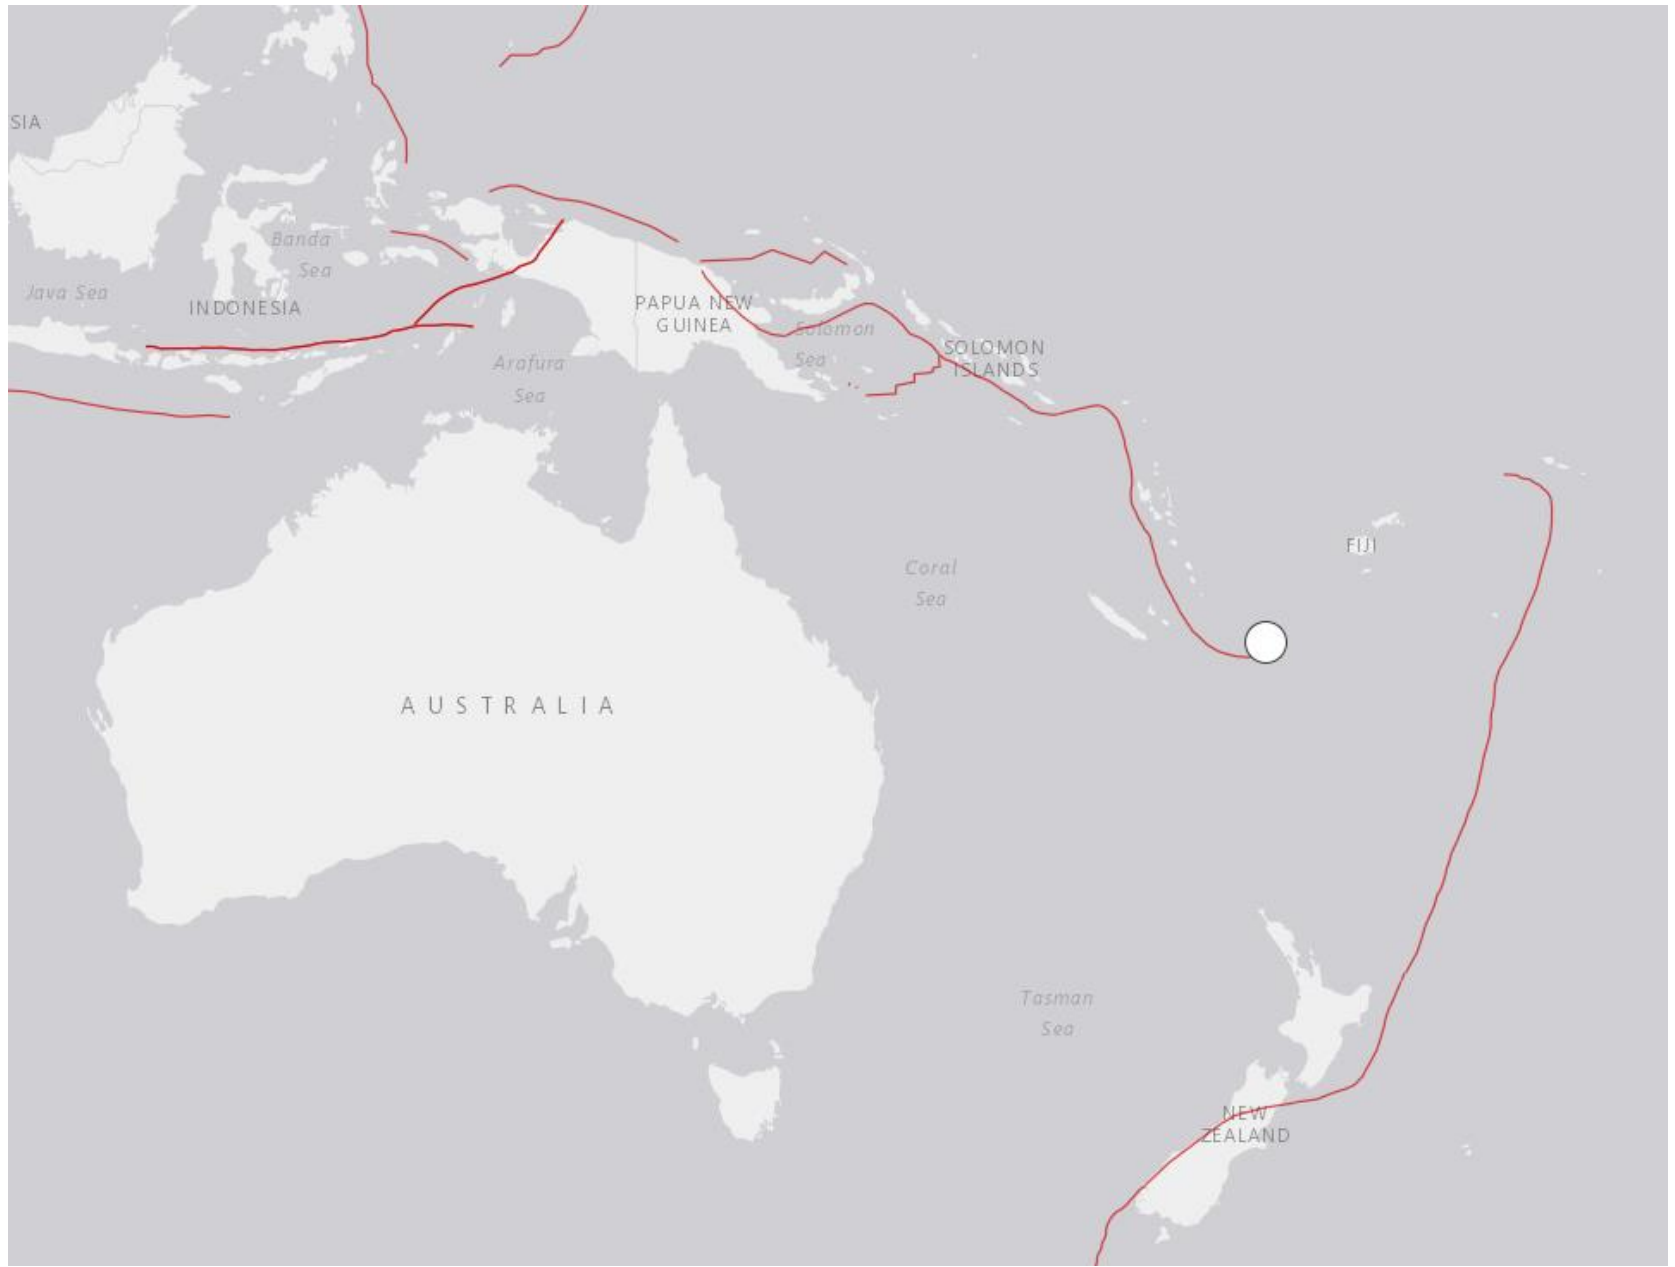 SIA
Banda
Sea
Java Sea
INDONESIA
PAPUA NEW
GUINEA
Solomon
Sea
SOLOMON
ISLANDS
Arafura
Sea
FIJI
Coral
Sea
AUSTRALIA
Tasman
Sea
NEW
ZEALAND